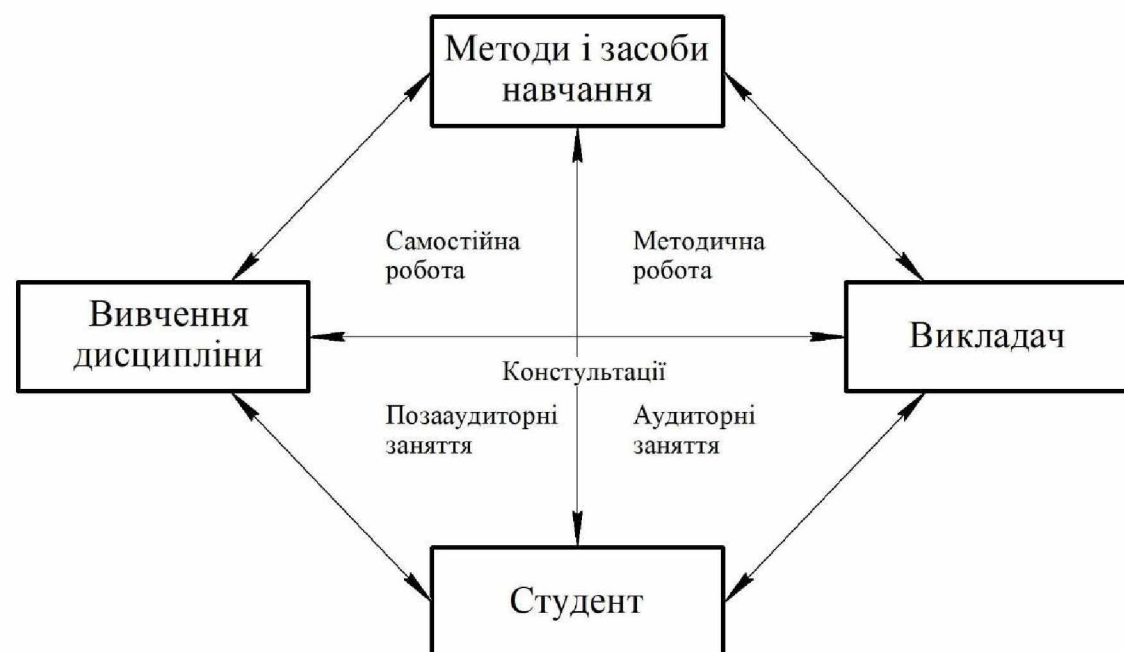 Методи і засоби
навчання
Самостійна
робота
Методична
робота
Вивчення
дисципліни
Викладач
Констультації
Позааудиторні
заняття
Аудиторні
заняття
Студент